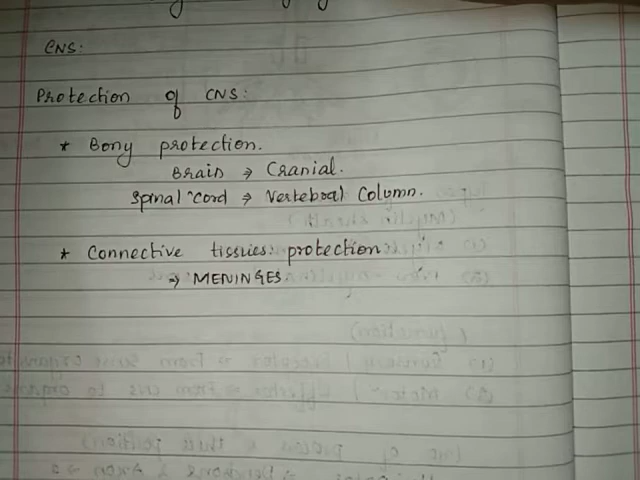 CNS:
Protection of CNS:
* Bony protection.
Brain → Cranial.
Spinal cord → Vertebral Column.
* Connective tissues: protection
→ MENINGES